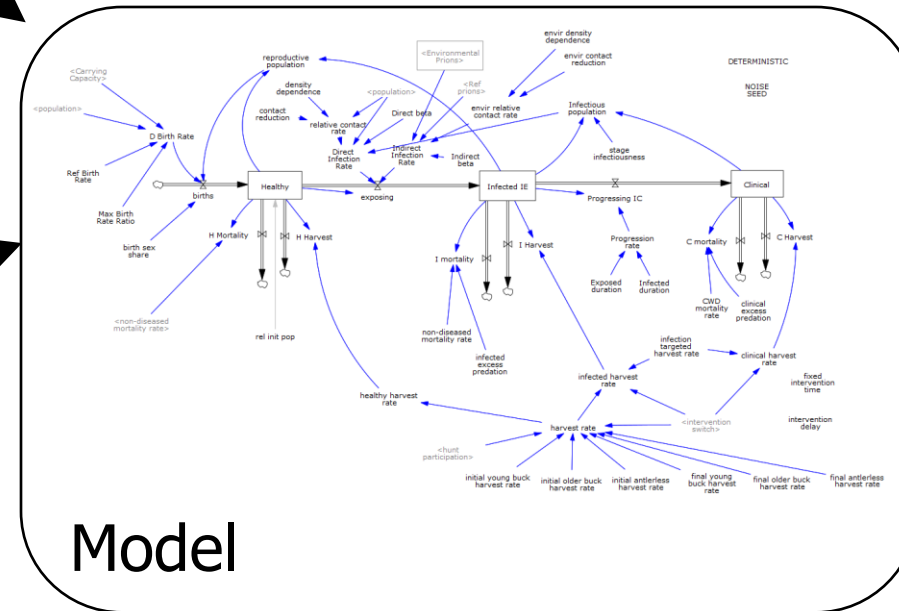 envir density
dependence
<Environmental
Prions>
reproductive
population
envir contact
reduction
DETERMINISTIC
<Carrying
Capacity>
density
dependence
<population>
<Ref
prions>
NOISE
SEED
<population>
contact
reduction
relative contact
rate
Direct beta
envir relative
contact rate
Infectious
population
D Birth Rate
Direct
Infection
Rate
Indirect
Infection
Rate
Indirect
beta
stage
infectiousness
Ref Birth
Rate
births
Healthy
exposing
Infected IE
Progressing IC
Clinical
Max Birth
Rate Ratio
birth sex
share
H Mortality
H Harvest
I mortality
I Harvest
Progression
rate
C mortality
C Harvest
Exposed
duration
Infected
duration
CWD
mortality
rate
clinical
excess
predation
<non-diseased
mortality rate>
rel init pop
non-diseased
mortality rate
infected
excess
predation
infection
targeted
harvest rate
clinical harvest
rate
fixed
intervention
time
infected harvest
rate
healthy harvest
rate
harvest rate
<intervention
switch>
intervention
delay
<hunt
participation>
initial young buck
harvest rate
initial older buck
harvest rate
initial antlerless
harvest rate
final young
buck harvest
rate
final older buck
harvest rate
final antlerless
harvest rate
Model